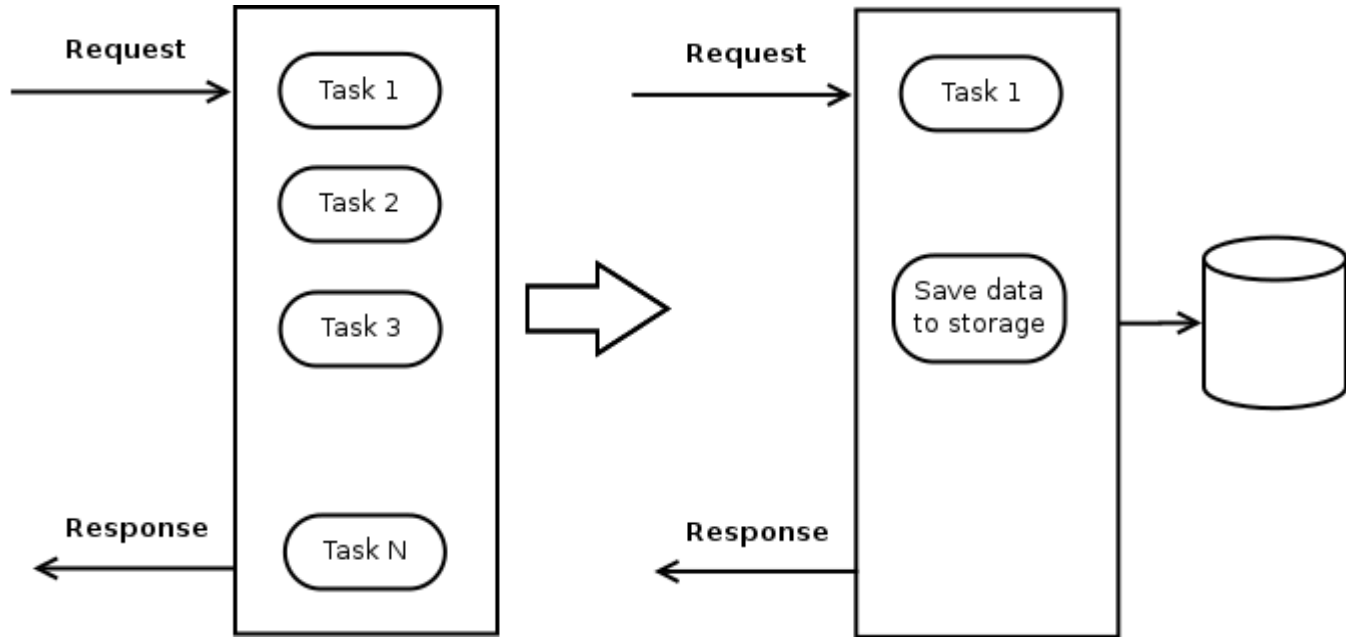 Request
Task 1
Task 2
Task 3
Response
Task N
Request
Task 1
Save data
to storage
Response